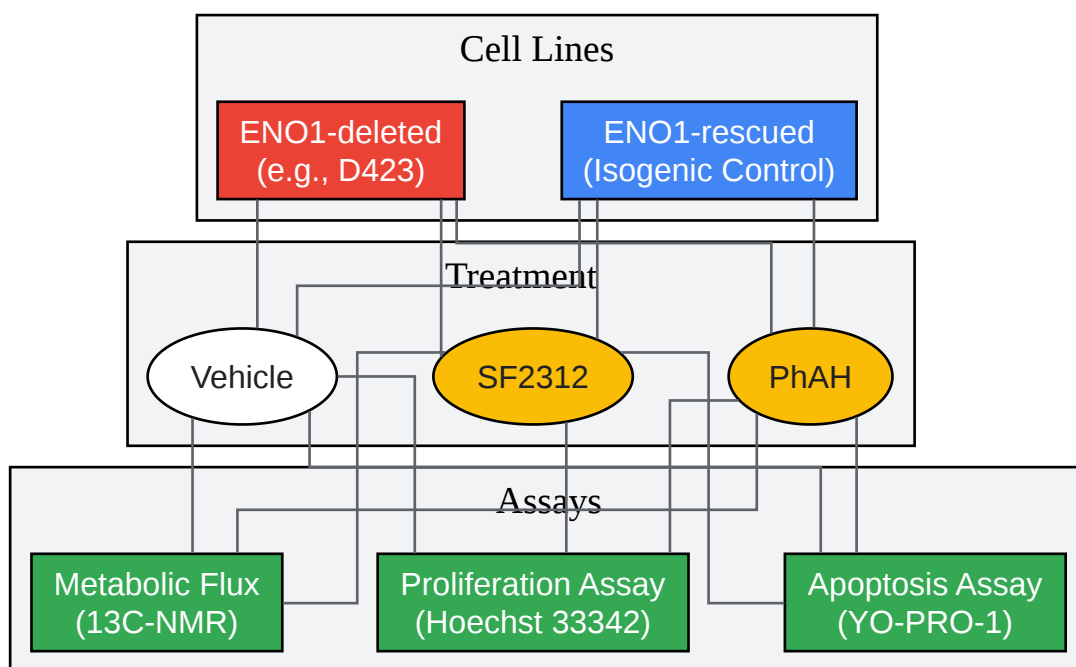 Cell Lines
ENO1-deleted
(e.g., D423)
ENO1-rescued
(Isogenic Control)
Treatment
Vehicle
SF2312
PhAH
Assays
Metabolic Flux
(13C-NMR)
Proliferation Assay
(Hoechst 33342)
Apoptosis Assay
(YO-PRO-1)